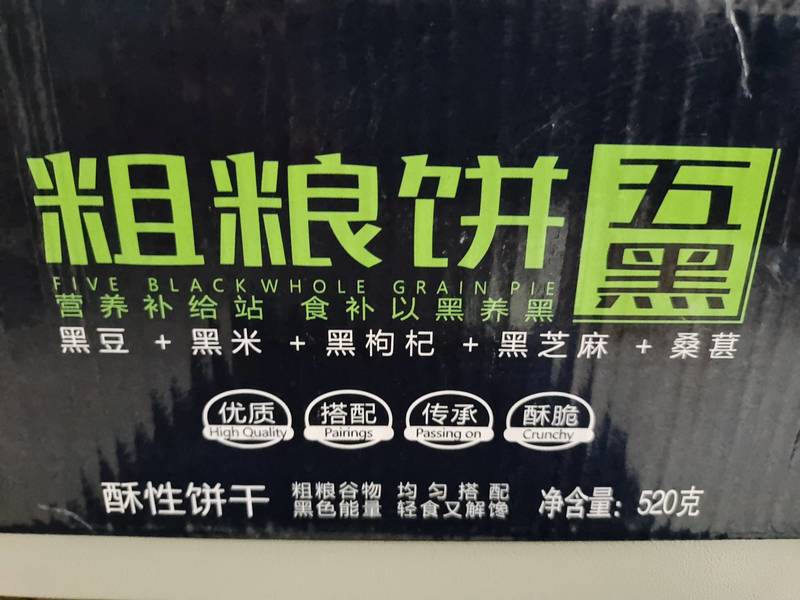 粗粮饼 五黑
FIVE BLACK WHOLE GRAIN PIE
营养补给站 食补以黑养黑
黑豆 + 黑米 + 黑枸杞 + 黑芝麻 + 桑葚
优质 搭配 传承 酥脆
High Quality Pairings Passing on Crunchy
酥性饼干 粗粮谷物 均匀搭配 净含量：520克
黑色能量 轻食又解馋